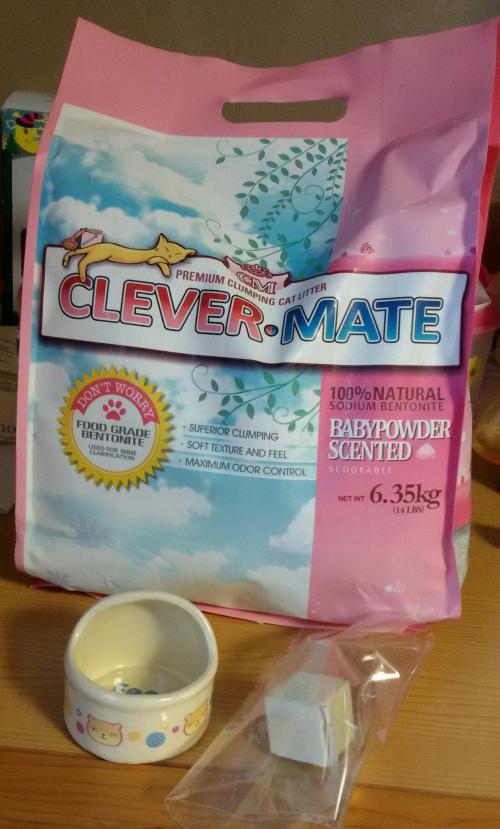 CM
PREMIUM CLUMPING CAT LITTER
CLEVER·MATE
DON'T WORRY
FOOD GRADE
BENTONITE
USED FOR WINE
CLARIFICATION
• SUPERIOR CLUMPING
• SOFT TEXTURE AND FEEL
• MAXIMUM ODOR CONTROL
100% NATURAL
SODIUM BENTONITE
BABYPOWDER
SCENTED
SCOOPABLE
NET WT 6.35kg
(14 LBS)